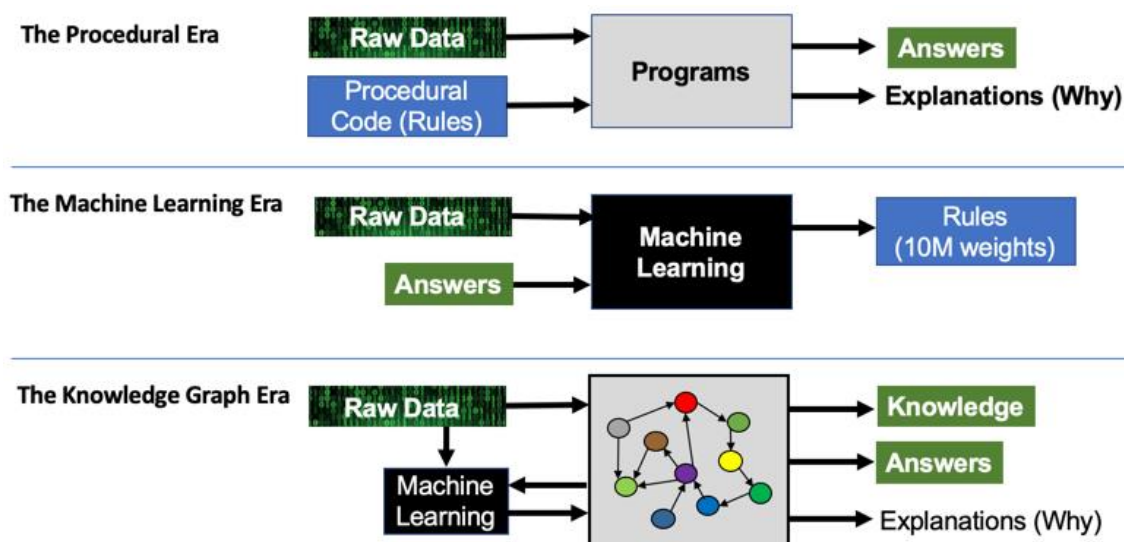 The Procedural Era
Raw Data
Procedural
Code (Rules)
Programs
Answers
Explanations (Why)
The Machine Learning Era
Raw Data
Answers
Machine
Learning
Rules
(10M weights)
The Knowledge Graph Era
Raw Data
Machine
Learning
Knowledge
Answers
Explanations (Why)